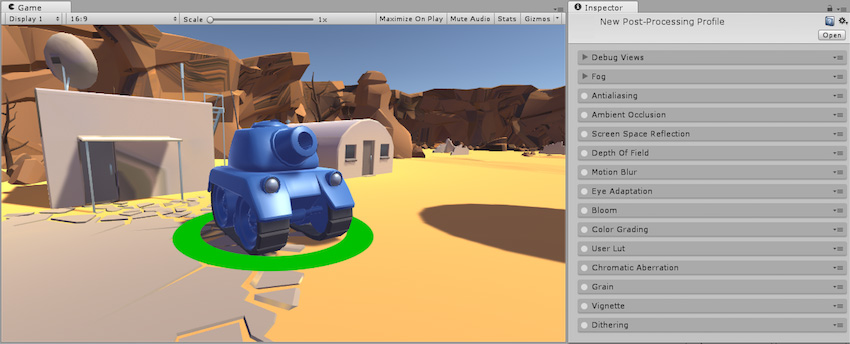 Game
Display 1
16:9
Scale
1x
Maximize On Play
Mute Audio
Stats
Gizmos
Inspector
New Post-Processing Profile
Open
Debug Views
Fog
Antialiasing
Ambient Occlusion
Screen Space Reflection
Depth Of Field
Motion Blur
Eye Adaptation
Bloom
Color Grading
User Lut
Chromatic Aberration
Grain
Vignette
Dithering